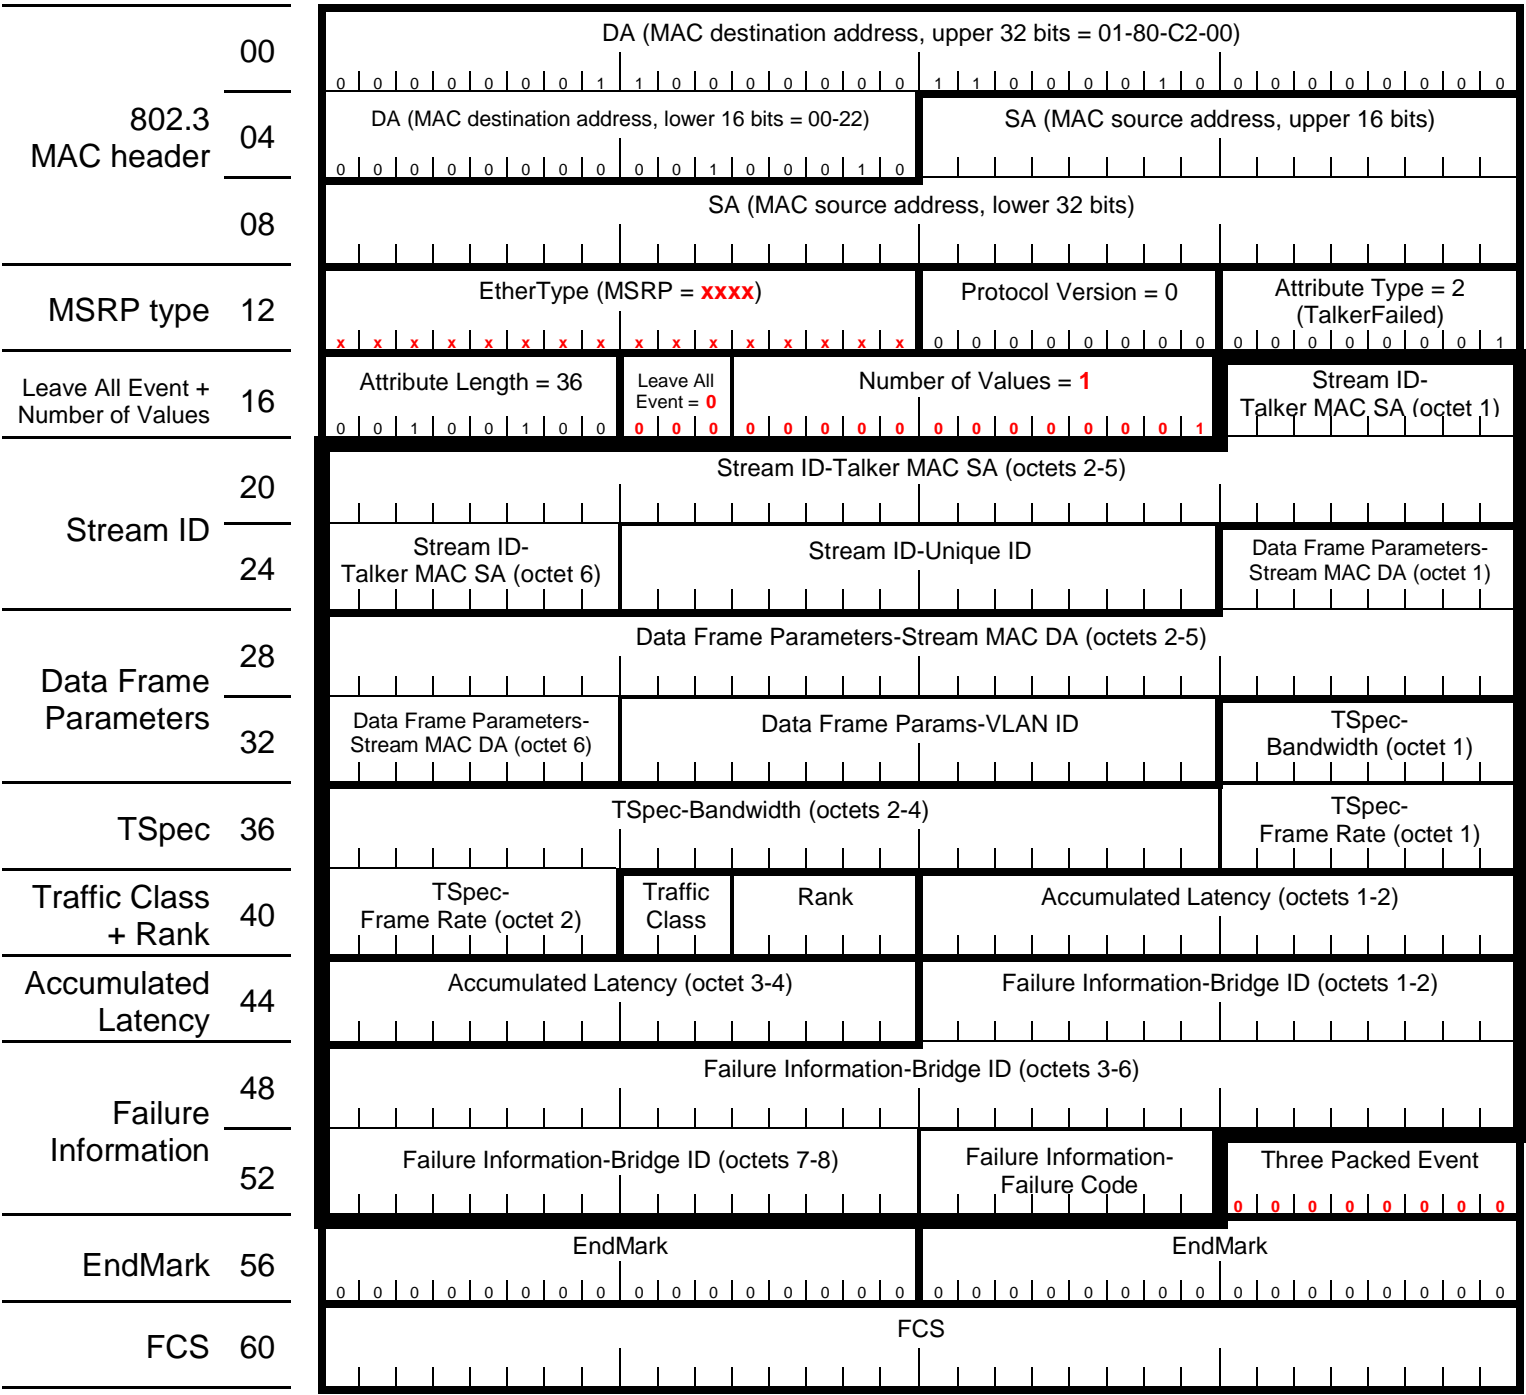 DA (MAC destination address, upper 32 bits = 01-80-C2-00)
00
0 0 0 0 0 0 0 1 1 0 0 0 0 0 0 0 1 1 0 0 0 0 1 0 0 0 0 0 0 0 0 0
802.3
MAC header
04
DA (MAC destination address, lower 16 bits = 00-22)
SA (MAC source address, upper 16 bits)
0 0 0 0 0 0 0 0 0 0 1 0 0 0 1 0
08
SA (MAC source address, lower 32 bits)
MSRP type
12
EtherType (MSRP = xxxx)
x x x x x x x x x x x x x x x x
Protocol Version = 0
0 0 0 0 0 0 0 0
Attribute Type = 2
(TalkerFailed)
0 0 0 0 0 0 0 1
Leave All Event +
Number of Values
16
Attribute Length = 36
0 0 1 0 0 1 0 0
Leave All
Event = 0
0 0 0
Number of Values = 1
0 0 0 0 0 0 0 0 0 0 0 0 1
Stream ID-
Talker MAC SA (octet 1)
Stream ID
20
Stream ID-Talker MAC SA (octets 2-5)
24
Stream ID-
Talker MAC SA (octet 6)
Stream ID-Unique ID
Data Frame Parameters-
Stream MAC DA (octet 1)
Data Frame
Parameters
28
Data Frame Parameters-Stream MAC DA (octets 2-5)
32
Data Frame Parameters-
Stream MAC DA (octet 6)
Data Frame Params-VLAN ID
TSpec-
Bandwidth (octet 1)
TSpec
36
TSpec-Bandwidth (octets 2-4)
TSpec-
Frame Rate (octet 1)
Traffic Class
+ Rank
40
TSpec-
Frame Rate (octet 2)
Traffic
Class
Rank
Accumulated Latency (octets 1-2)
Accumulated
Latency
44
Accumulated Latency (octet 3-4)
Failure Information-Bridge ID (octets 1-2)
Failure
Information
48
Failure Information-Bridge ID (octets 3-6)
52
Failure Information-Bridge ID (octets 7-8)
Failure Information-
Failure Code
Three Packed Event
0 0 0 0 0 0 0 0
EndMark
56
EndMark
0 0 0 0 0 0 0 0 0 0 0 0 0 0 0 0
EndMark
0 0 0 0 0 0 0 0 0 0 0 0 0 0 0 0
FCS
60
FCS